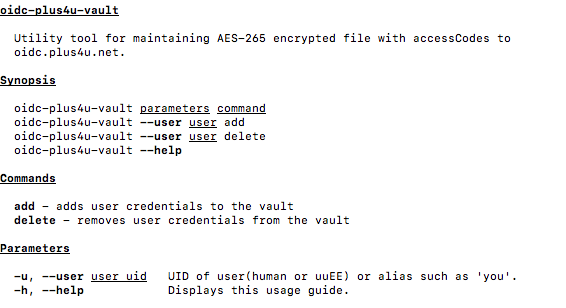 oidc-plus4u-vault
Utility tool for maintaining AES-265 encrypted file with accessCodes to
oidc.plus4u.net.
Synopsis
oidc-plus4u-vault parameters command
oidc-plus4u-vault --user user add
oidc-plus4u-vault --user user delete
oidc-plus4u-vault --help
Commands
add - adds user credentials to the vault
delete - removes user credentials from the vault
Parameters
-u, --user user uid   UID of user(human or uuEE) or alias such as 'you'.
-h, --help            Displays this usage guide.